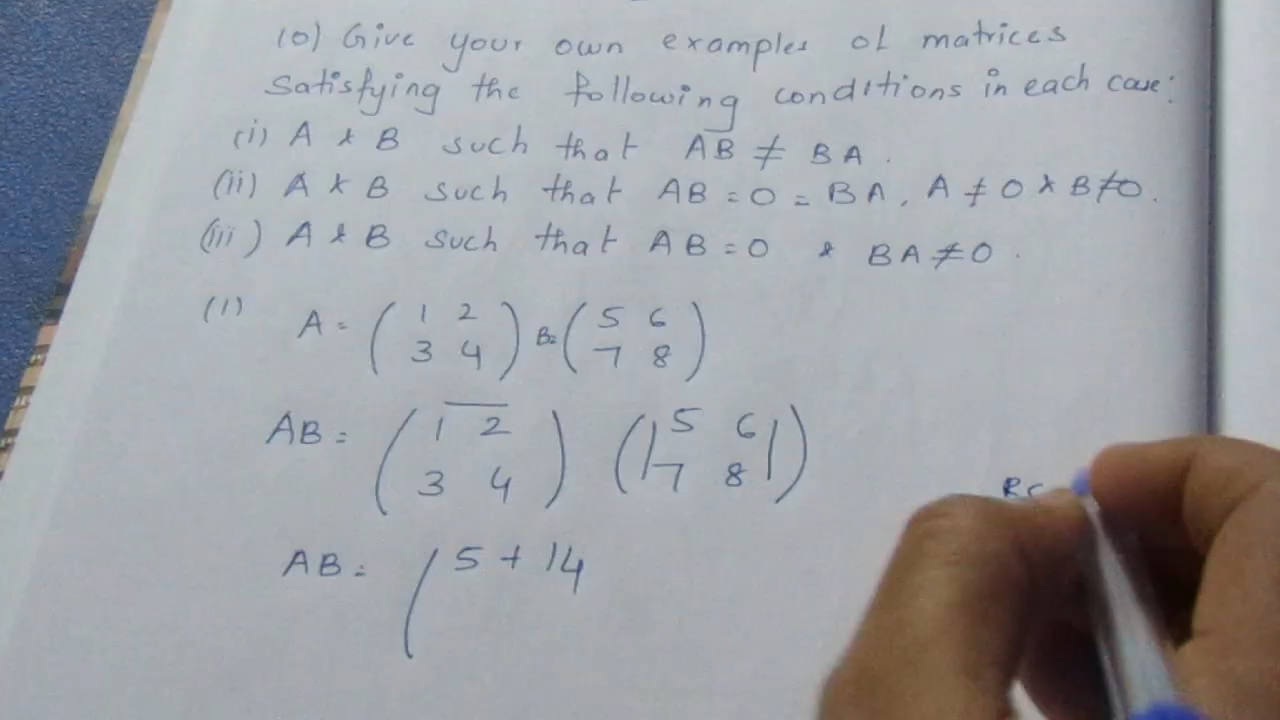 10) Give your own examples of matrices
satisfying the following conditions in each case:
(i) A & B such that AB ≠ BA.
(ii) A & B such that AB = 0 = BA, A ≠ 0 & B ≠ 0.
(iii) A & B such that AB = 0 & BA ≠ 0.
(i) A = ( 1 2 ) B = ( 5 6 )
3 4 7 8
AB = ( 1 2 ) ( 5 6 )
3 4 7 8
AB = ( 5 + 14